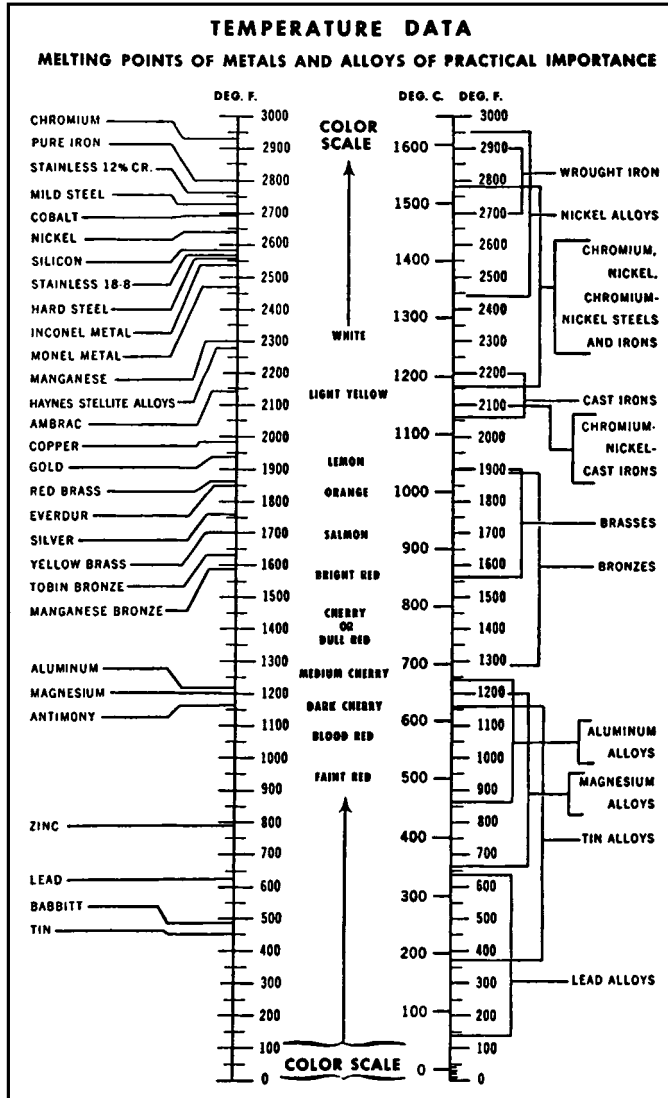 TEMPERATURE DATA
MELTING POINTS OF METALS AND ALLOYS OF PRACTICAL IMPORTANCE
DEG. F.
DEG. C.
DEG. F.
CHROMIUM
PURE IRON
STAINLESS 12% CR.
MILD STEEL
COBALT
NICKEL
SILICON
STAINLESS 18-8
HARD STEEL
INCONEL METAL
MONEL METAL
MANGANESE
HAYNES STELLITE ALLOYS
AMBRAC
COPPER
GOLD
RED BRASS
EVERDUR
SILVER
YELLOW BRASS
TOBIN BRONZE
MANGANESE BRONZE
ALUMINUM
MAGNESIUM
ANTIMONY
ZINC
LEAD
BABBITT
TIN
3000
2900
2800
2700
2600
2500
2400
2300
2200
2100
2000
1900
1800
1700
1600
1500
1400
1300
1200
1100
1000
900
800
700
600
500
400
300
200
100
0
COLOR
SCALE
WHITE
LIGHT YELLOW
LEMON
ORANGE
SALMON
BRIGHT RED
CHERRY
OR
DULL RED
MEDIUM CHERRY
DARK CHERRY
BLOOD RED
FAINT RED
COLOR SCALE
1600
1500
1400
1300
1200
1100
1000
900
800
700
600
500
400
300
200
100
0
3000
2900
2800
2700
2600
2500
2400
2300
2200
2100
2000
1900
1800
1700
1600
1500
1400
1300
1200
1100
1000
900
800
700
600
500
400
300
200
100
0
WROUGHT IRON
NICKEL ALLOYS
CHROMIUM,
NICKEL,
CHROMIUM-
NICKEL STEELS
AND IRONS
CAST IRONS
CHROMIUM-
NICKEL-
CAST IRONS
BRASSES
BRONZES
ALUMINUM
ALLOYS
MAGNESIUM
ALLOYS
TIN ALLOYS
LEAD ALLOYS